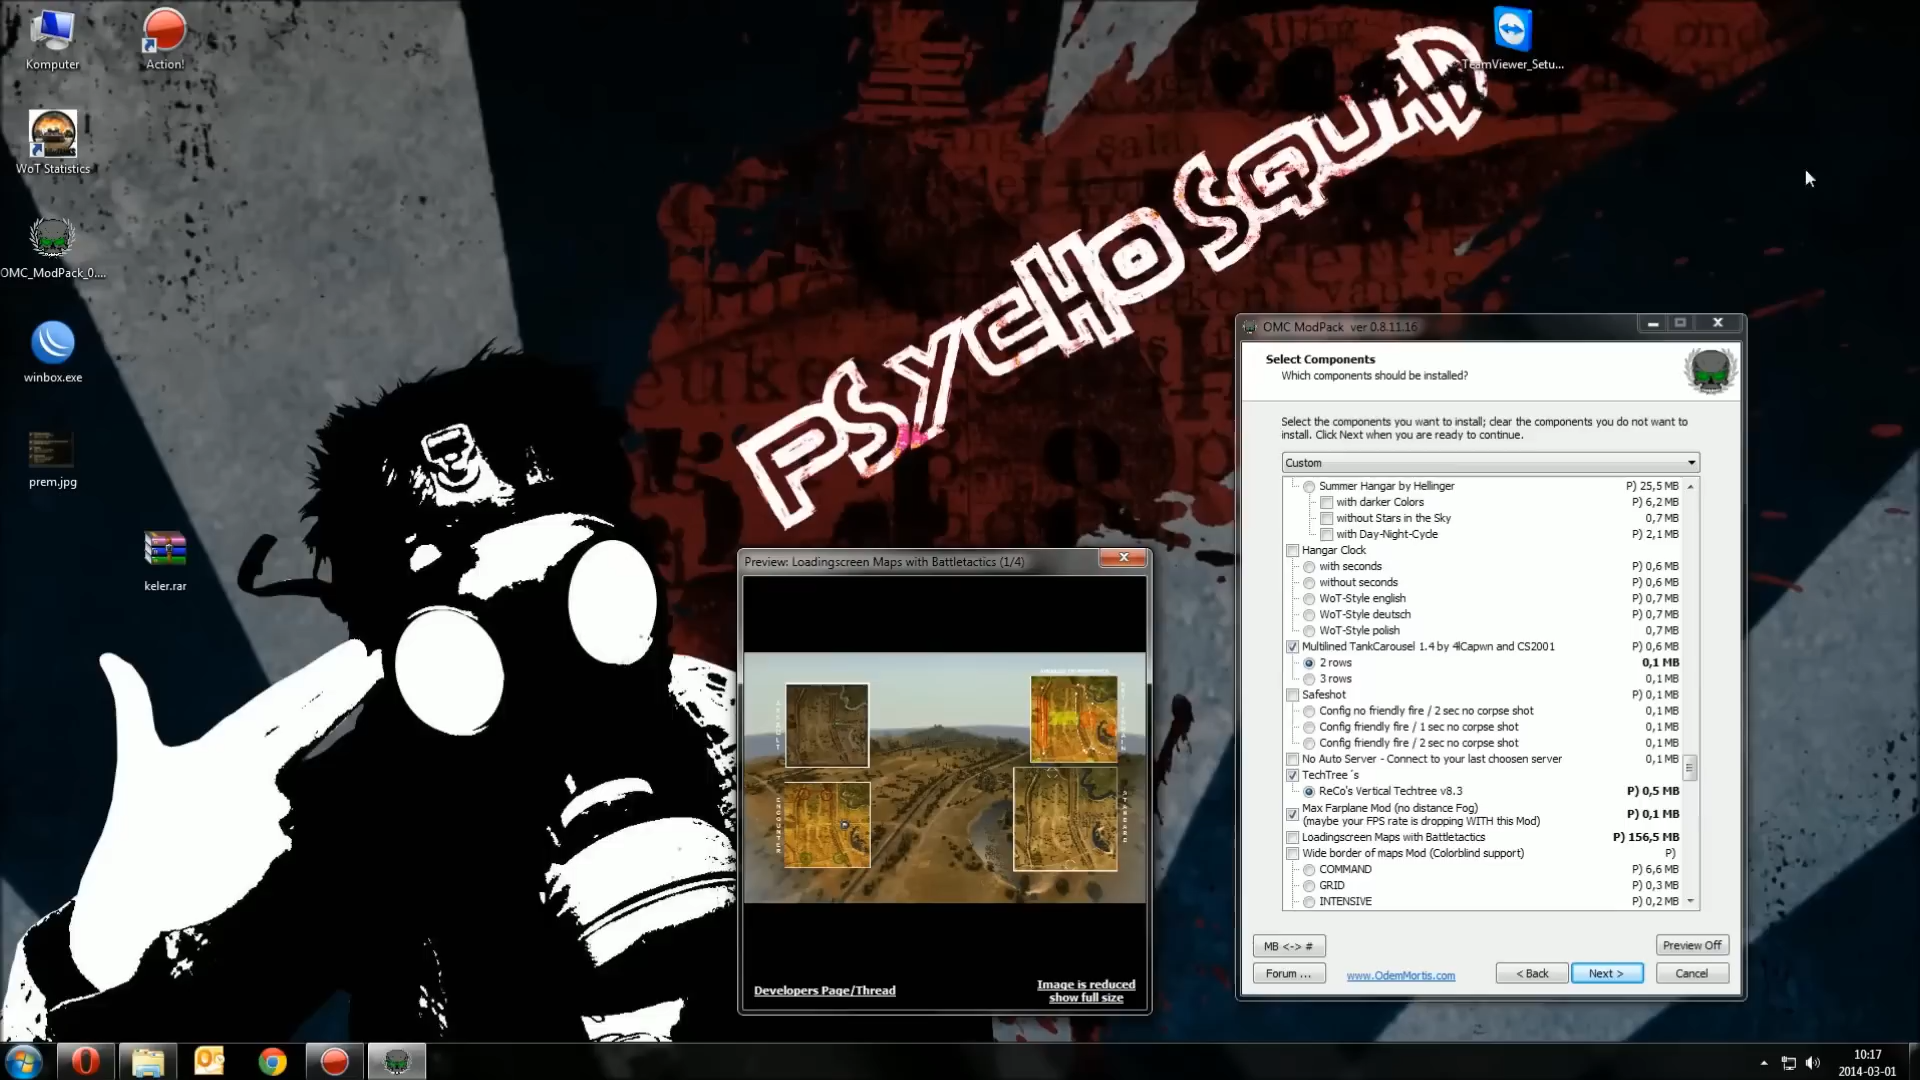 Komputer
Action!
TeamViewer_Setu...
WoT Statistics
OMC_ModPack_0....
winbox.exe
prem.jpg
keler.rar
PSYCHO SQUAD
Preview: Loadingscreen Maps with Battletactics (1/4)
ASSAULT
ENCOUNTER
STANDARD
Developers Page/Thread
Image is reduced
show full size
OMC ModPack ver 0.8.11.16
Select Components
Which components should be installed?
Select the components you want to install; clear the components you do not want to
install. Click Next when you are ready to continue.
Custom
Summer Hangar by Hellinger P) 25,5 MB
with darker Colors P) 6,2 MB
without Stars in the Sky 0,7 MB
with Day-Night-Cyde P) 2,1 MB
Hangar Clock
with seconds P) 0,6 MB
without seconds P) 0,6 MB
WoT-Style english P) 0,7 MB
WoT-Style deutsch P) 0,7 MB
WoT-Style polish 0,7 MB
Multilined TankCarousel 1.4 by 4lCapwn and CS2001 P) 0,6 MB
2 rows 0,1 MB
3 rows 0,1 MB
Safeshot P) 0,1 MB
Config no friendly fire / 2 sec no corpse shot 0,1 MB
Config friendly fire / 1 sec no corpse shot 0,1 MB
Config friendly fire / 2 sec no corpse shot 0,1 MB
No Auto Server - Connect to your last choosen server 0,1 MB
TechTree ´s
ReCo's Vertical Techtree v8.3 P) 0,5 MB
Max Farplane Mod (no distance Fog)
(maybe your FPS rate is dropping WITH this Mod) P) 0,1 MB
Loadingscreen Maps with Battletactics P) 156,5 MB
Wide border of maps Mod (Colorblind support) P)
COMMAND P) 6,6 MB
GRID P) 0,3 MB
INTENSIVE P) 0,2 MB
MB <-> #
Preview Off
Forum ...
www.OdemMortis.com
< Back
Next >
Cancel
10:17
2014-03-01